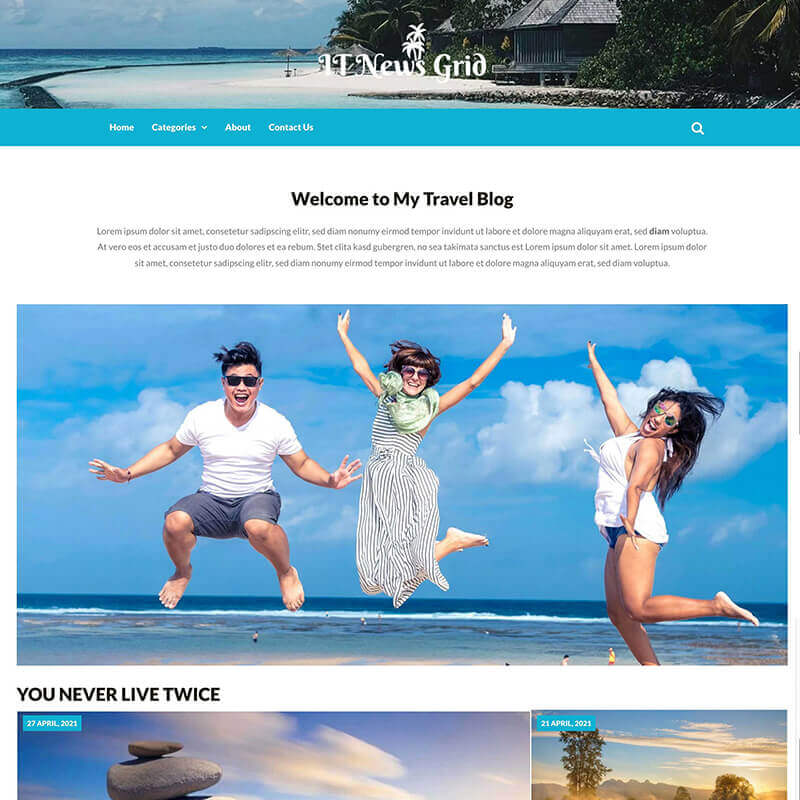 IT News Grid
Home Categories About Contact Us
Welcome to My Travel Blog
Lorem ipsum dolor sit amet, consetetur sadipscing elitr, sed diam nonumy eirmod tempor invidunt ut labore et dolore magna aliquyam erat, sed diam voluptua.
At vero eos et accusam et justo duo dolores et ea rebum. Stet clita kasd gubergren, no sea takimata sanctus est Lorem ipsum dolor sit amet. Lorem ipsum dolor
sit amet, consetetur sadipscing elitr, sed diam nonumy eirmod tempor invidunt ut labore et dolore magna aliquyam erat, sed diam voluptua.
YOU NEVER LIVE TWICE
27 APRIL, 2021
21 APRIL, 2021